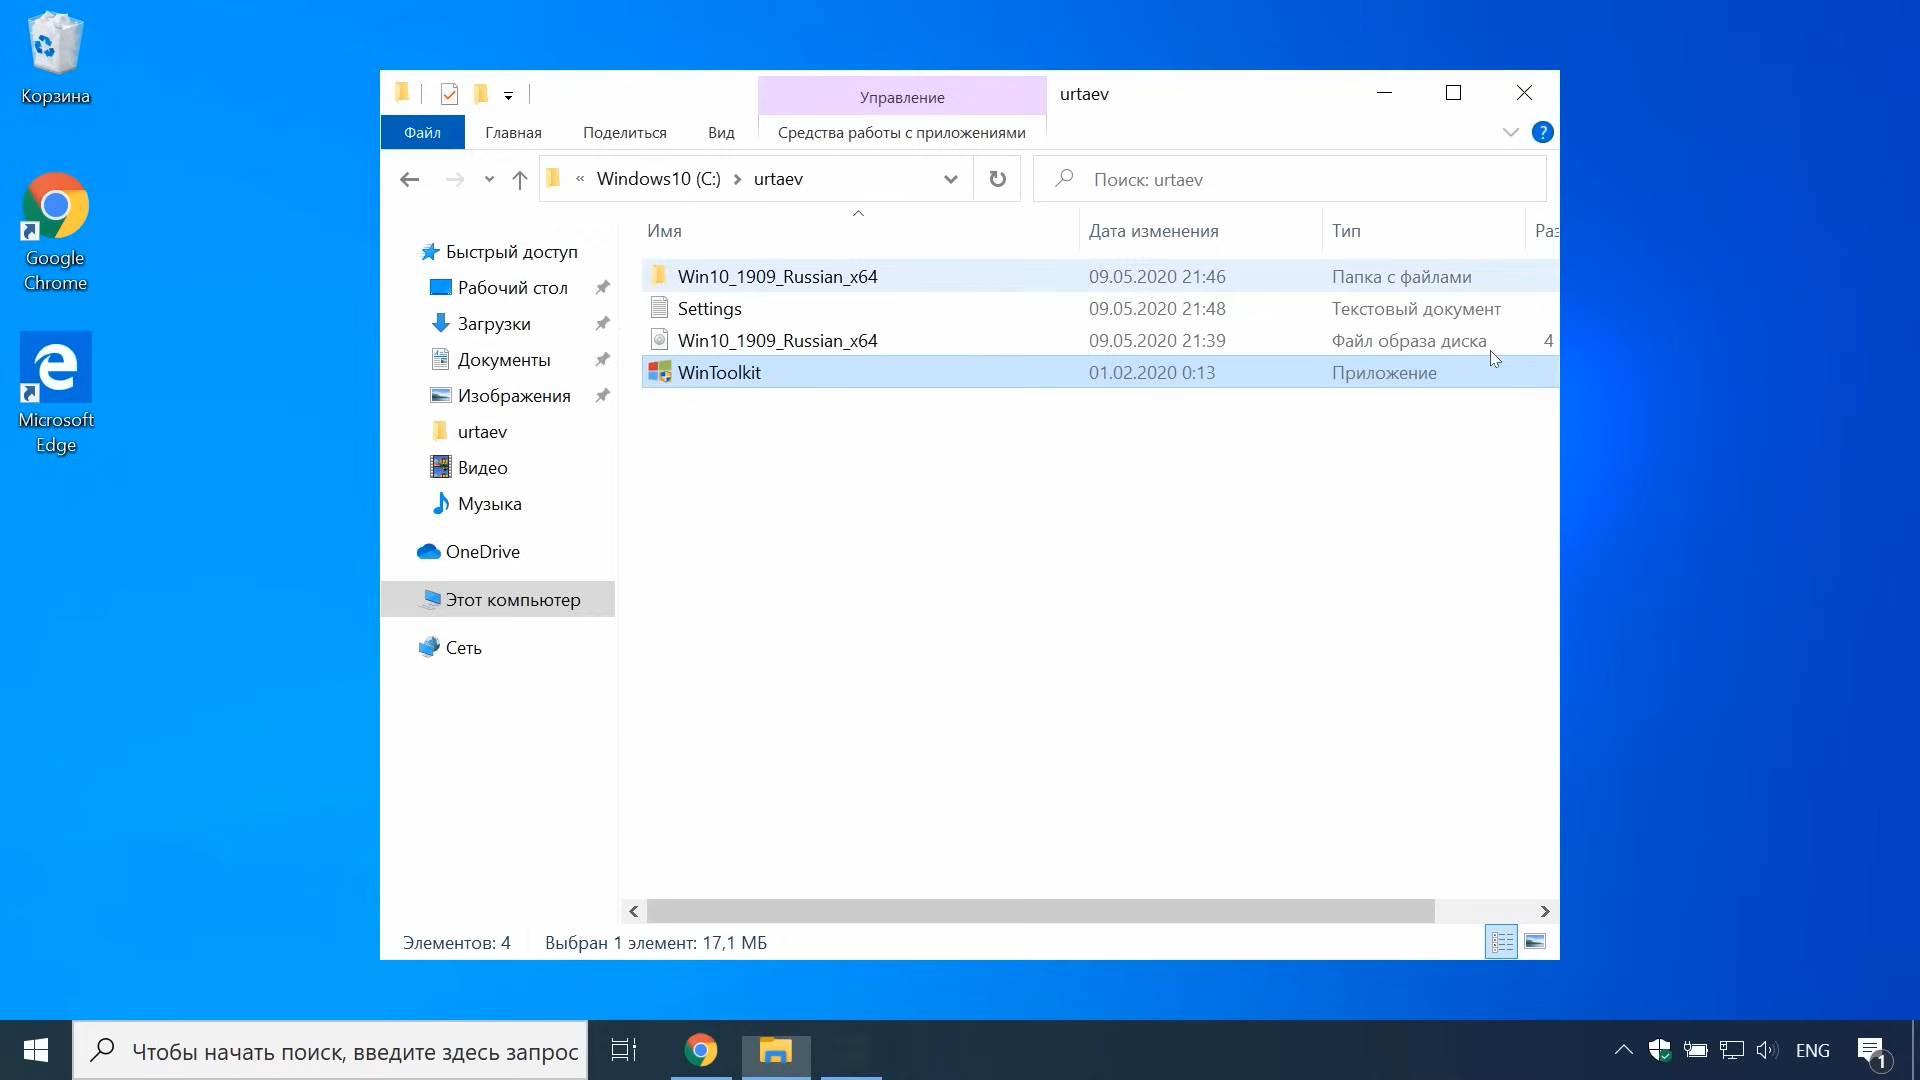 Корзина
Google
Chrome
Microsoft
Edge
Управление
urtaev
Файл
Главная
Поделиться
Вид
Средства работы с приложениями
?
« Windows10 (C:) > urtaev
Поиск: urtaev
Имя
Дата изменения
Тип
Раз
Быстрый доступ
Рабочий стол
Загрузки
Документы
Изображения
urtaev
Видео
Музыка
OneDrive
Этот компьютер
Сеть
Win10_1909_Russian_x64 09.05.2020 21:46 Папка с файлами
Settings 09.05.2020 21:48 Текстовый документ
Win10_1909_Russian_x64 09.05.2020 21:39 Файл образа диска 4
WinToolkit 01.02.2020 0:13 Приложение
Элементов: 4
Выбран 1 элемент: 17,1 МБ
Чтобы начать поиск, введите здесь запрос
ENG
1